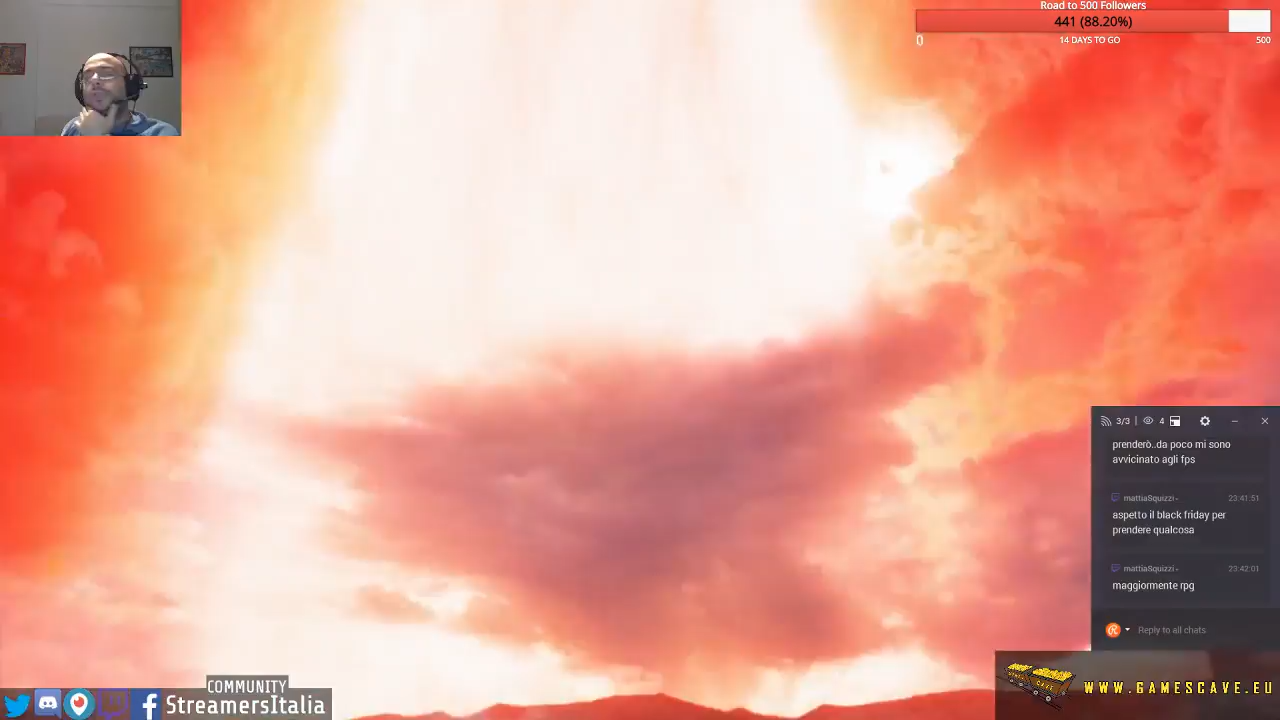 Road to 500 Followers
441 (88.20%)
0 14 DAYS TO GO 500
3/3 4
prenderò..da poco mi sono
avvicinato agli fps
mattiaSquizzi- 23:41:51
aspetto il black friday per
prendere qualcosa
mattiaSquizzi- 23:42:01
maggiormente rpg
Reply to all chats
WWW.GAMESCAVE.EU
COMMUNITY
StreamersItalia